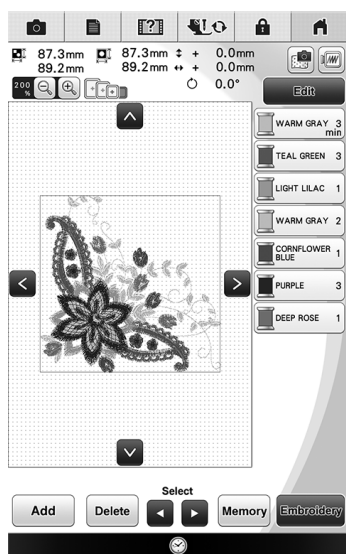 87.3mm 87.3mm + 0.0mm
89.2mm 89.2mm + 0.0mm
200 % 0.0°
Edit
WARM GRAY 3
min
TEAL GREEN 3
LIGHT LILAC 1
WARM GRAY 2
CORNFLOWER
BLUE 1
PURPLE 3
DEEP ROSE 1
Select
Add Delete Memory Embroidery